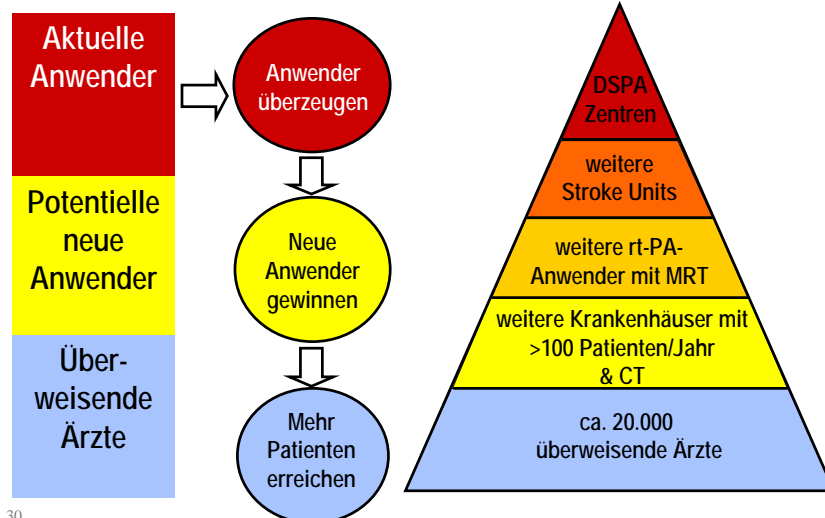 Aktuelle
Anwender
Potentielle
neue
Anwender
Über-
weisende
Ärzte
Anwender
überzeugen
Neue
Anwender
gewinnen
Mehr
Patienten
erreichen
DSPA
Zentren
weitere
Stroke Units
weitere rt-PA-
Anwender mit MRT
weitere Krankenhäuser mit
>100 Patienten/Jahr
& CT
ca. 20.000
überweisende Ärzte
30